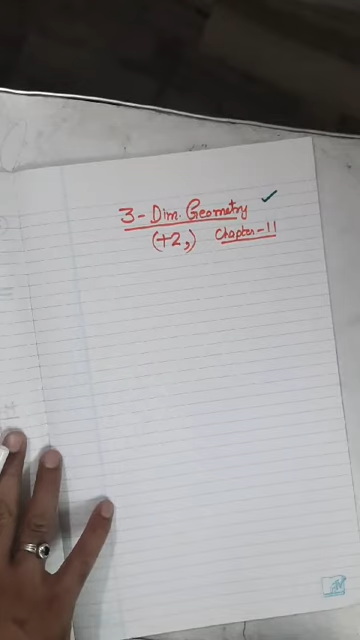 3-Dim. Geometry ✓
(+2,) Chapter-11